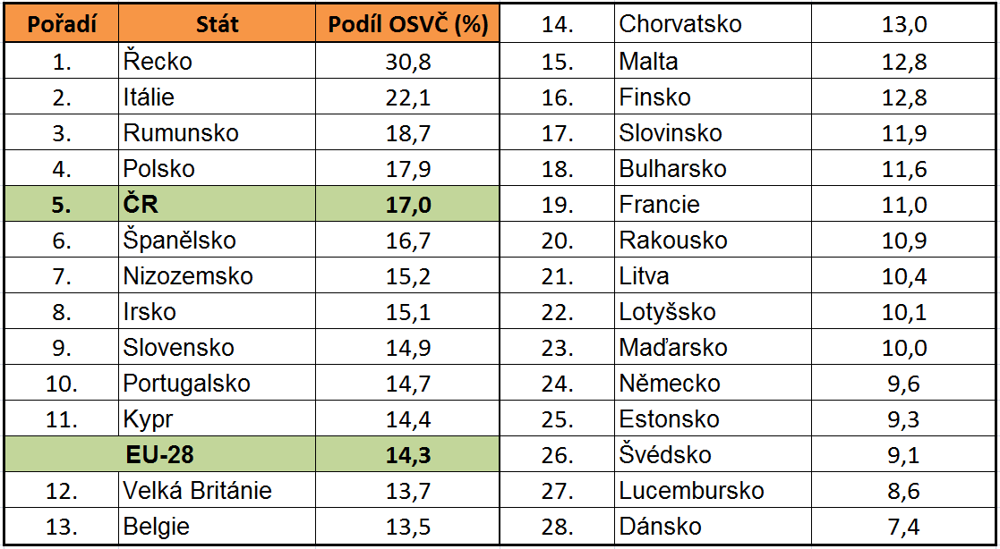 Pořadí Stát Podíl OSVČ (%)
1. Řecko 30,8
2. Itálie 22,1
3. Rumunsko 18,7
4. Polsko 17,9
5. ČR 17,0
6. Španělsko 16,7
7. Nizozemsko 15,2
8. Irsko 15,1
9. Slovensko 14,9
10. Portugalsko 14,7
11. Kypr 14,4
EU-28 14,3
12. Velká Británie 13,7
13. Belgie 13,5
14. Chorvatsko 13,0
15. Malta 12,8
16. Finsko 12,8
17. Slovinsko 11,9
18. Bulharsko 11,6
19. Francie 11,0
20. Rakousko 10,9
21. Litva 10,4
22. Lotyšsko 10,1
23. Maďarsko 10,0
24. Německo 9,6
25. Estonsko 9,3
26. Švédsko 9,1
27. Lucembursko 8,6
28. Dánsko 7,4